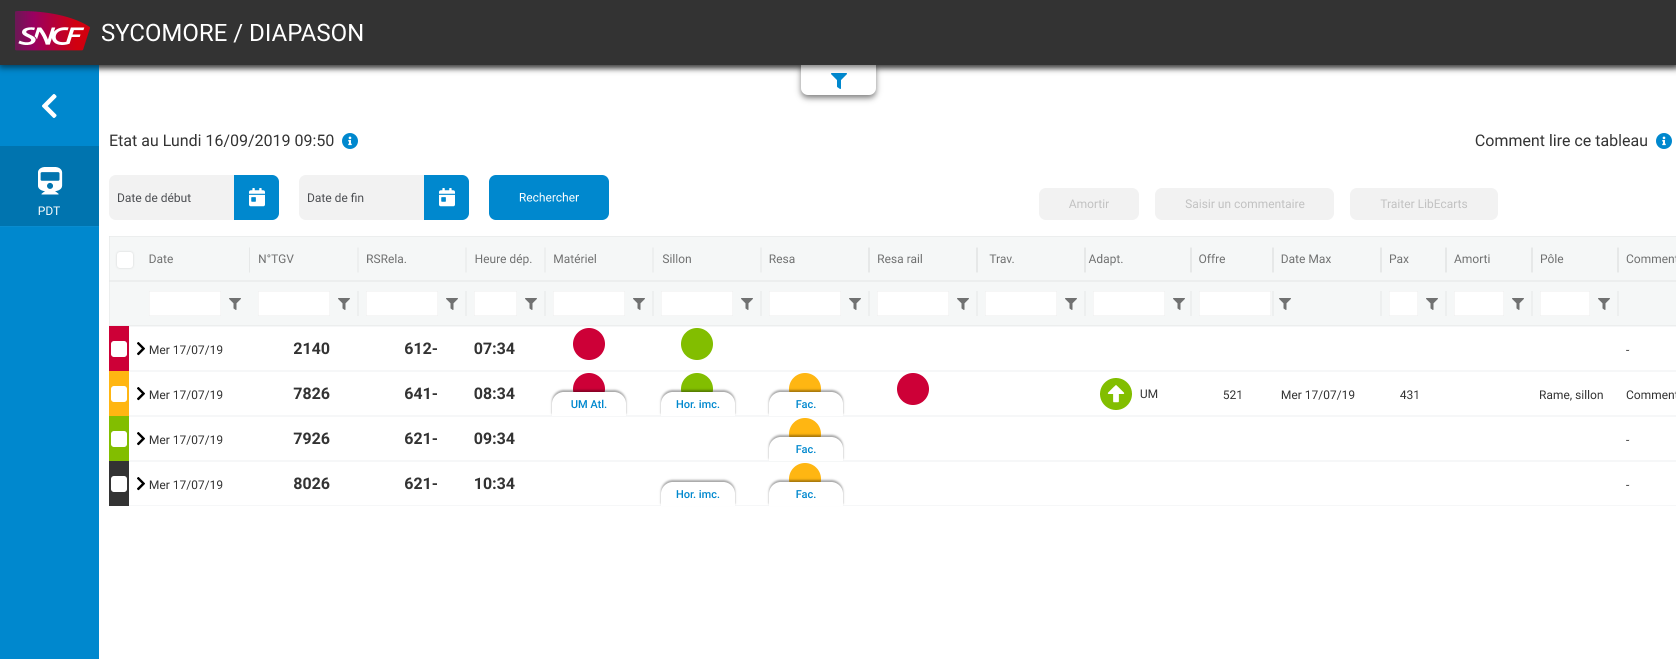 SNCF SYCOMORE / DIAPASON
Etat au Lundi 16/09/2019 09:50
Comment lire ce tableau
PDT
Date de début
Date de fin
Rechercher
Amortir
Saisir un commentaire
Traiter LibEcarts
Date N°TGV RSRela. Heure dép. Matériel Sillon Resa Resa rail Trav. Adapt. Offre Date Max Pax Amorti Pôle Commen
Mer 17/07/19 2140 612- 07:34 -
Mer 17/07/19 7826 641- 08:34 UM Atl. Hor. imc. Fac. UM 521 Mer 17/07/19 431 Rame, sillon Comment
Mer 17/07/19 7926 621- 09:34 Fac. -
Mer 17/07/19 8026 621- 10:34 Hor. imc. Fac. -